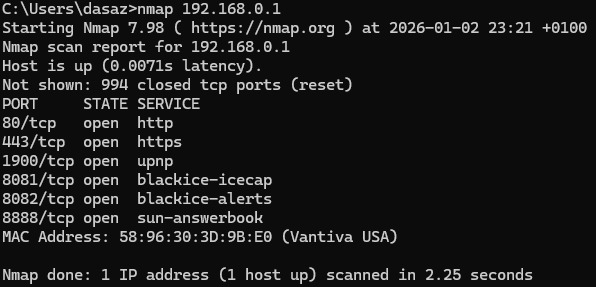 C:\Users\dasaz>nmap 192.168.0.1
Starting Nmap 7.98 ( https://nmap.org ) at 2026-01-02 23:21 +0100
Nmap scan report for 192.168.0.1
Host is up (0.0071s latency).
Not shown: 994 closed tcp ports (reset)
PORT     STATE SERVICE
80/tcp   open  http
443/tcp  open  https
1900/tcp open  upnp
8081/tcp open  blackice-icecap
8082/tcp open  blackice-alerts
8888/tcp open  sun-answerbook
MAC Address: 58:96:30:3D:9B:E0 (Vantiva USA)
Nmap done: 1 IP address (1 host up) scanned in 2.25 seconds